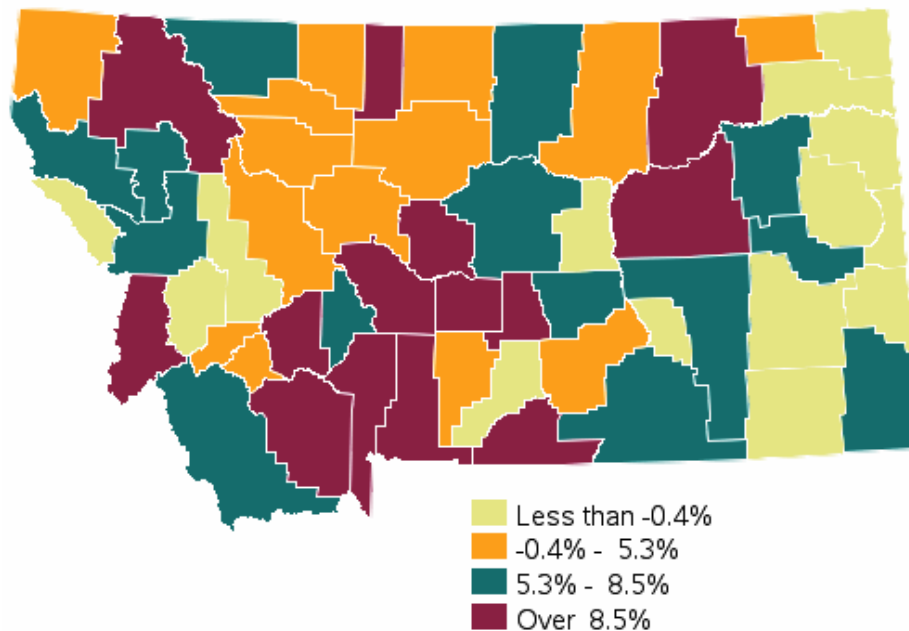 Less than -0.4%
-0.4% - 5.3%
5.3% - 8.5%
Over 8.5%